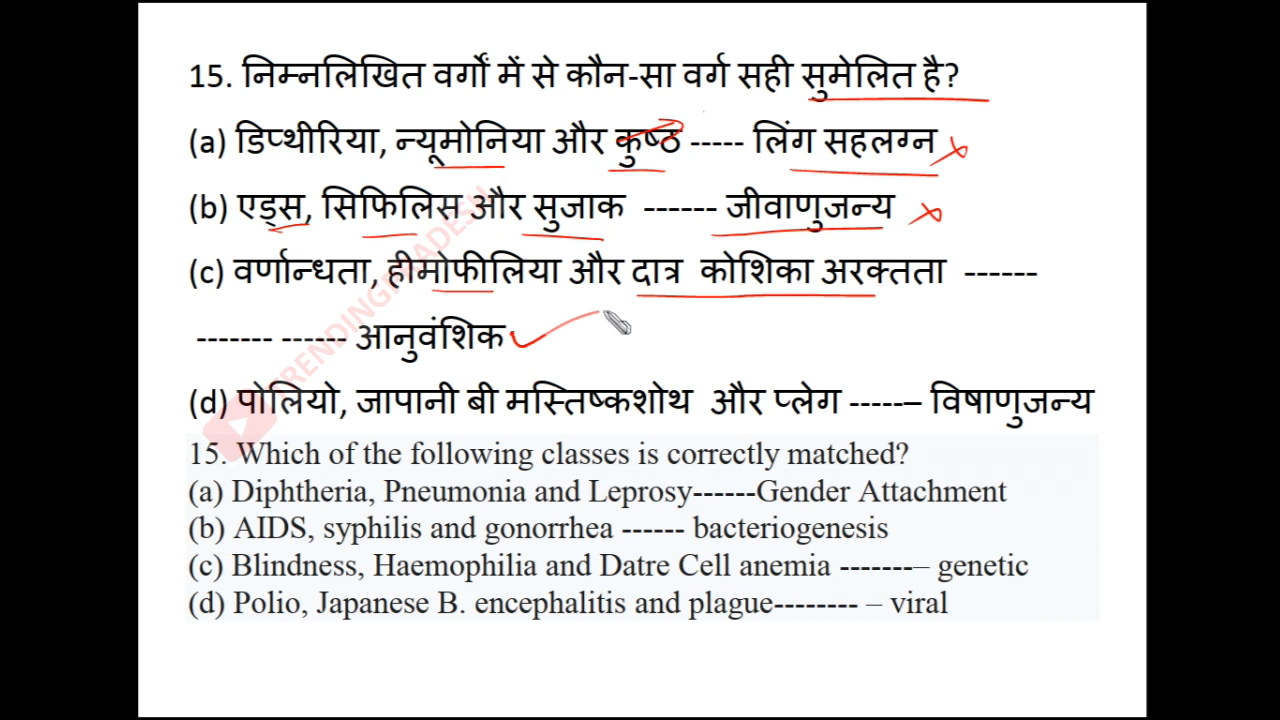 15. निम्नलिखित वर्गों में से कौन-सा वर्ग सही सुमेलित है?
(a) डिप्थीरिया, न्यूमोनिया और कुष्ठ ----- लिंग सहलग्न
(b) एड्स, सिफिलिस और सुजाक ------ जीवाणुजन्य
(c) वर्णान्धता, हीमोफीलिया और दात्र कोशिका अरक्तता ------
------- ------ आनुवंशिक
(d) पोलियो, जापानी बी मस्तिष्कशोथ और प्लेग -----– विषाणुजन्य
15. Which of the following classes is correctly matched?
(a) Diphtheria, Pneumonia and Leprosy------Gender Attachment
(b) AIDS, syphilis and gonorrhea ------ bacteriogenesis
(c) Blindness, Haemophilia and Datre Cell anemia -------– genetic
(d) Polio, Japanese B. encephalitis and plague-------- – viral
TRENDINGPRADESH